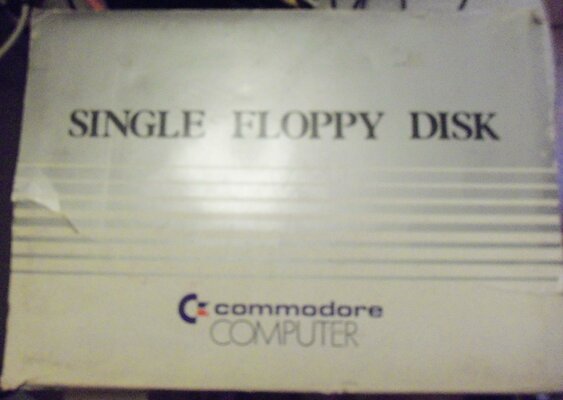 SINGLE FLOPPY DISK
commodore
COMPUTER